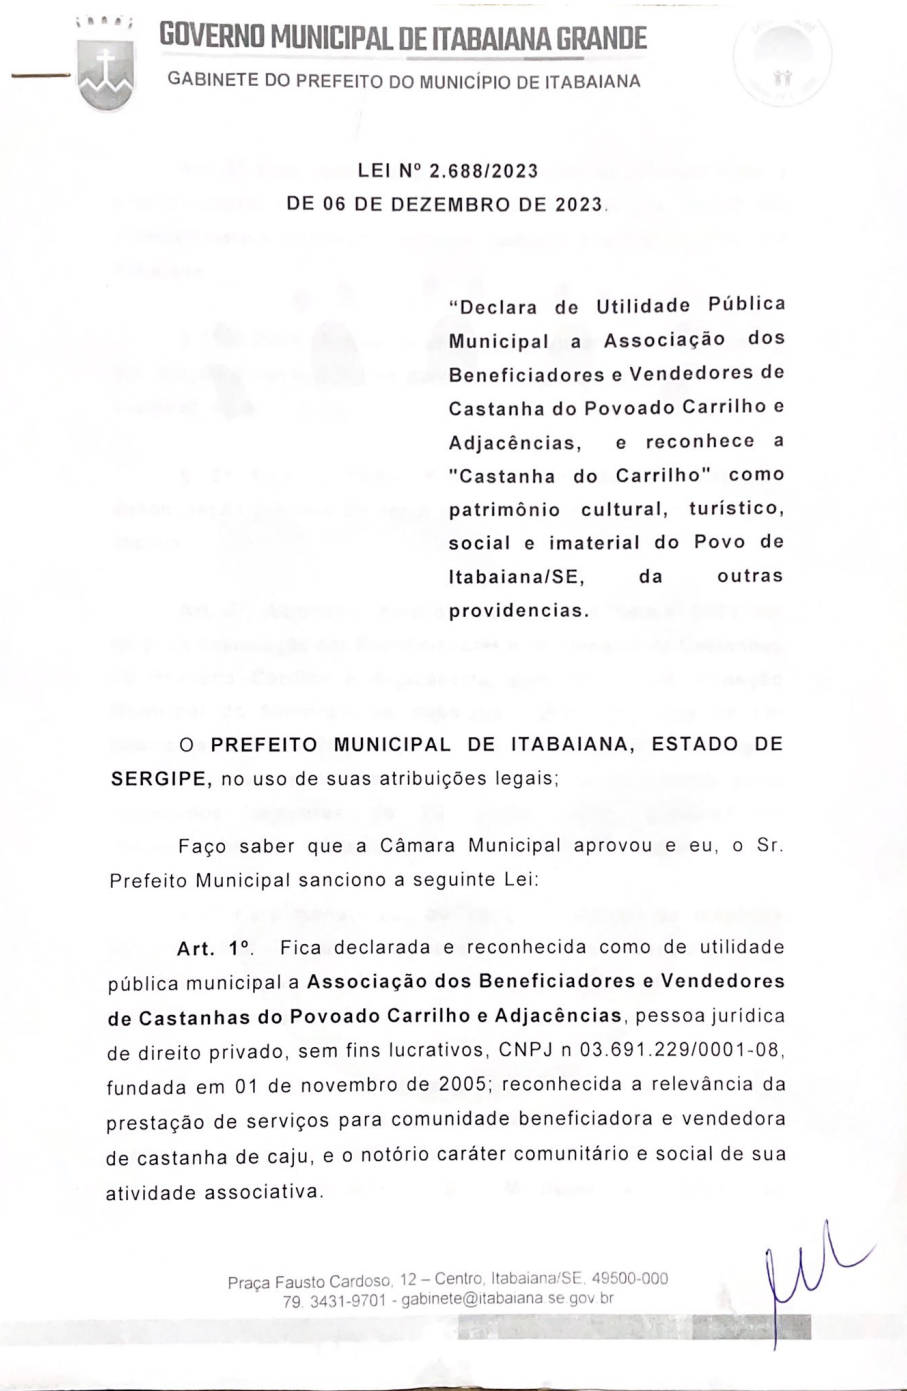 GOVERNO MUNICIPAL DE ITABAIANA GRANDE
GABINETE DO PREFEITO DO MUNICÍPIO DE ITABAIANA
LEI Nº 2.688/2023
DE 06 DE DEZEMBRO DE 2023.
“Declara de Utilidade Pública
Municipal a Associação dos
Beneficiadores e Vendedores de
Castanha do Povoado Carrilho e
Adjacências, e reconhece a
"Castanha do Carrilho" como
patrimônio cultural, turístico,
social e imaterial do Povo de
Itabaiana/SE, da outras
providencias.
O PREFEITO MUNICIPAL DE ITABAIANA, ESTADO DE
SERGIPE, no uso de suas atribuições legais;
Faço saber que a Câmara Municipal aprovou e eu, o Sr.
Prefeito Municipal sanciono a seguinte Lei:
Art. 1º. Fica declarada e reconhecida como de utilidade
pública municipal a Associação dos Beneficiadores e Vendedores
de Castanhas do Povoado Carrilho e Adjacências, pessoa jurídica
de direito privado, sem fins lucrativos, CNPJ n 03.691.229/0001-08,
fundada em 01 de novembro de 2005; reconhecida a relevância da
prestação de serviços para comunidade beneficiadora e vendedora
de castanha de caju, e o notório caráter comunitário e social de sua
atividade associativa.
Praça Fausto Cardoso, 12 – Centro, Itabaiana/SE, 49500-000
79. 3431-9701 - gabinete@itabaiana.se.gov.br